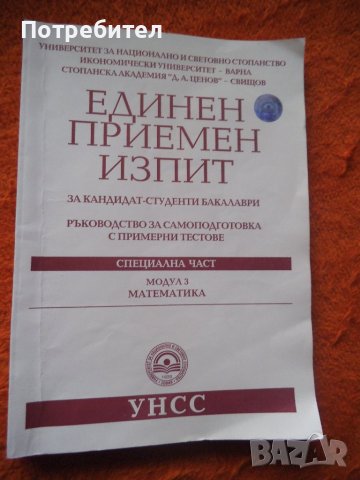 Потребител
УНИВЕРСИТЕТ ЗА НАЦИОНАЛНО И СВЕТОВНО СТОПАНСТВО
ИКОНОМИЧЕСКИ УНИВЕРСИТЕТ - ВАРНА
СТОПАНСКА АКАДЕМИЯ "Д. А. ЦЕНОВ" - СВИЩОВ
ЕДИНЕН
ПРИЕМЕН
ИЗПИТ
ЗА КАНДИДАТ-СТУДЕНТИ БАКАЛАВРИ
РЪКОВОДСТВО ЗА САМОПОДГОТОВКА
С ПРИМЕРНИ ТЕСТОВЕ
СПЕЦИАЛНА ЧАСТ
МОДУЛ 3
МАТЕМАТИКА
УНСС
BAZAR